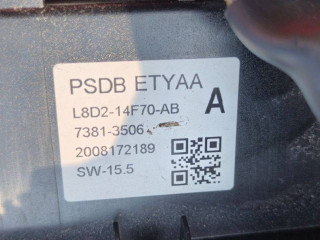 PSDB ETYAA
L8D2-14F70-AB A
7381-3506
2008172189
SW-15.5